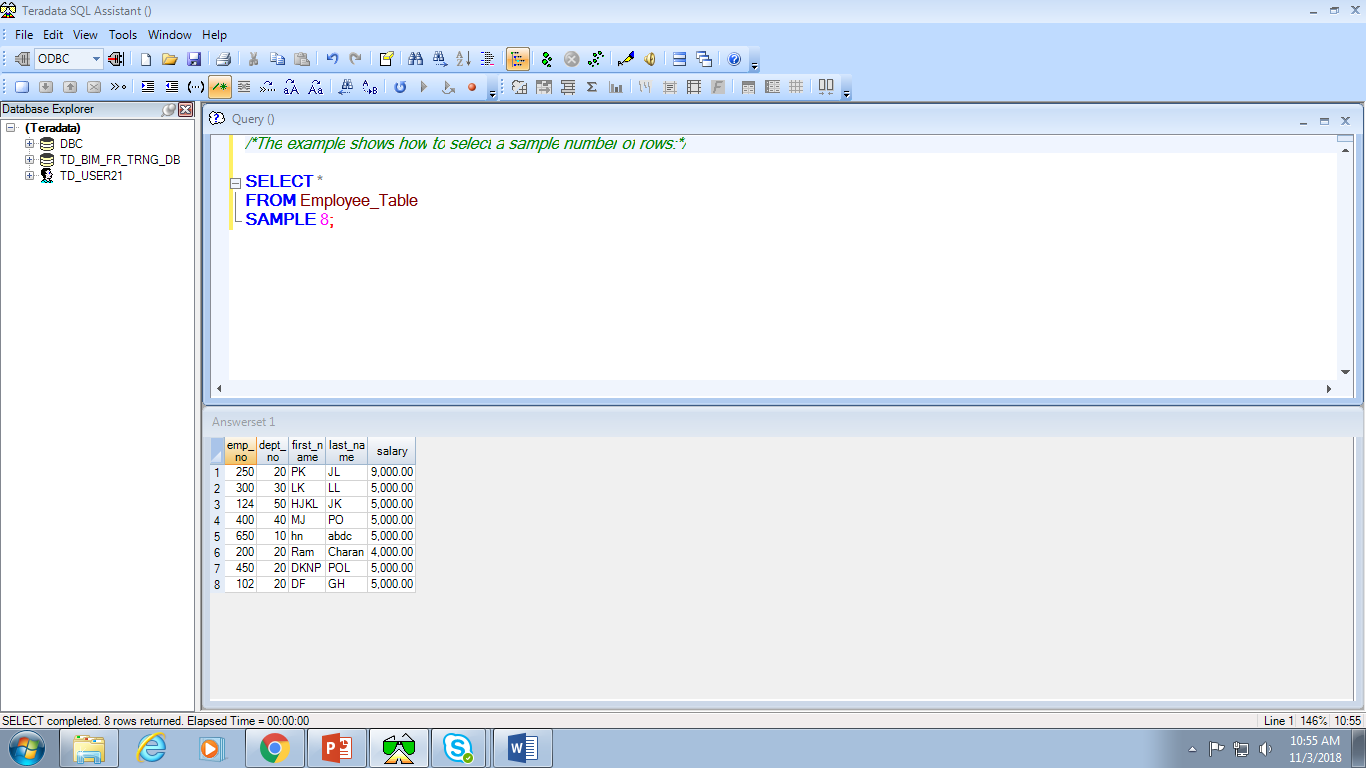 Teradata SQL Assistant ()
File Edit View Tools Window Help
ODBC
Database Explorer
(Teradata)
DBC
TD_BIM_FR_TRNG_DB
TD_USER21
Query ()
/*The example shows how to select a sample number of rows:*/
SELECT *
FROM Employee_Table
SAMPLE 8;
Answerset 1
emp_no dept_no first_name last_name salary
1 250 20 PK JL 9,000.00
2 300 30 LK LL 5,000.00
3 124 50 HJKL JK 5,000.00
4 400 40 MJ PO 5,000.00
5 650 10 hn abdc 5,000.00
6 200 20 Ram Charan 4,000.00
7 450 20 DKNP POL 5,000.00
8 102 20 DF GH 5,000.00
SELECT completed. 8 rows returned. Elapsed Time = 00:00:00
Line 1 146% 10:55
10:55 AM
11/3/2018